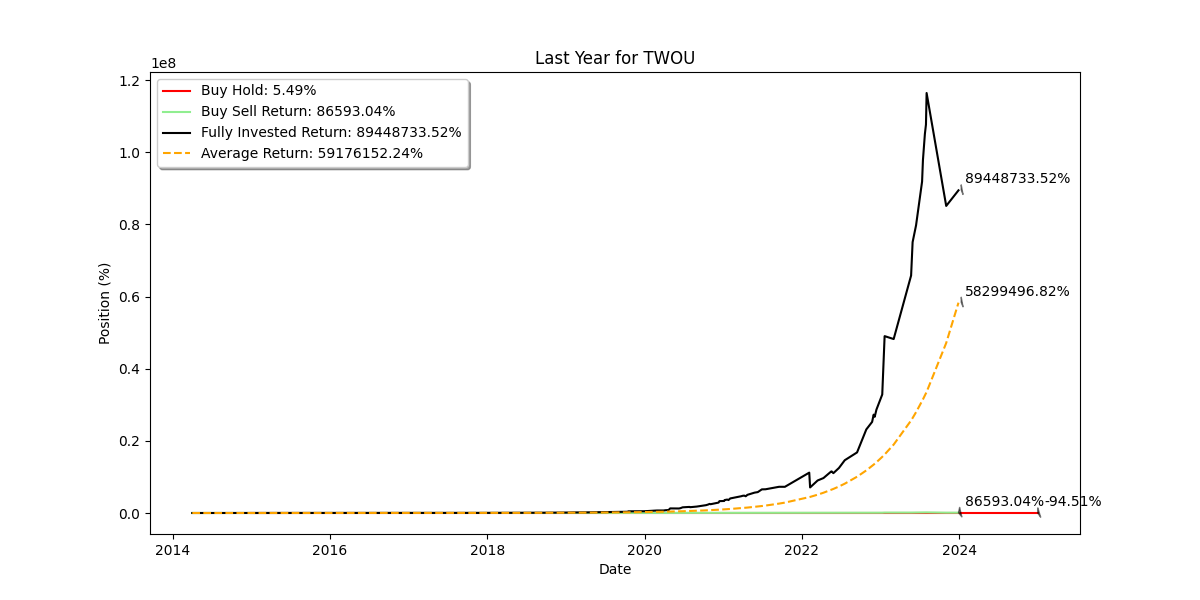 Last Year for TWOU
1e8
Buy Hold: 5.49%
Buy Sell Return: 86593.04%
Fully Invested Return: 89448733.52%
Average Return: 59176152.24%
1.2
1.0
0.8
0.6
0.4
0.2
0.0
Position (%)
89448733.52%
58299496.82%
86593.04%
-94.51%
2014
2016
2018
2020
2022
2024
Date